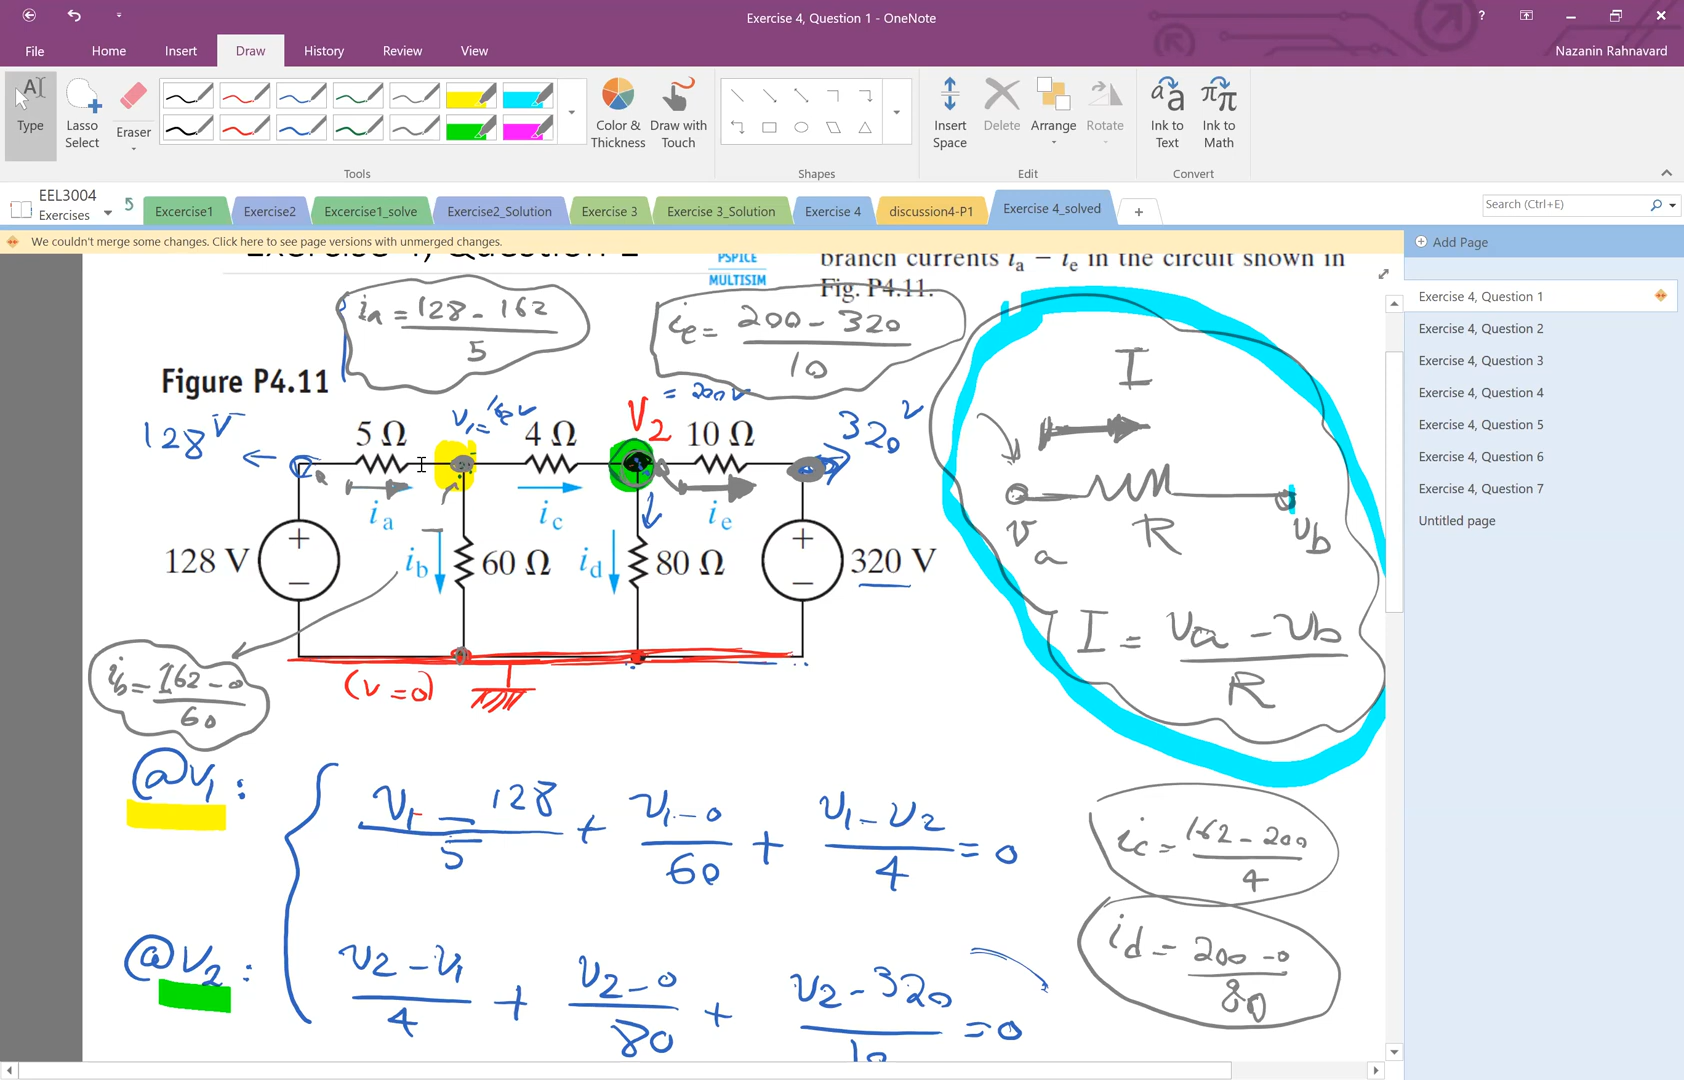 Exercise 4, Question 1 - OneNote
?
Nazanin Rahnavard
File Home Insert Draw History Review View
Type
Lasso Select
Eraser
Color & Thickness
Draw with Touch
Insert Space
Delete
Arrange
Rotate
Ink to Text
Ink to Math
Tools Shapes Edit Convert
EEL3004
Exercises
Excercise1 Exercise2 Excercise1_solve Exercise2_Solution Exercise 3 Exercise 3_Solution Exercise 4 discussion4-P1 Exercise 4_solved +
Search (Ctrl+E)
We couldn't merge some changes. Click here to see page versions with unmerged changes.
Add Page
Exercise 4, Question 1
Exercise 4, Question 2
Exercise 4, Question 3
Exercise 4, Question 4
Exercise 4, Question 5
Exercise 4, Question 6
Exercise 4, Question 7
Untitled page
Exercise 4, Question 1
PSPICE
MULTISIM
branch currents ia – ie in the circuit shown in
Fig. P4.11.
ia = 128 - 162 / 5
ie = 200 - 320 / 10
Figure P4.11
128 V
V1 =
V2 = 200 V
320 V
5 Ω 4 Ω 10 Ω
ia ic ie
128 V + − ib 60 Ω id 80 Ω + − 320 V
(V = 0)
ib = 162 - 0 / 60
I
Va R Vb
I = Va - Vb / R
@V1: V1 - 128 / 5 + V1 - 0 / 60 + V1 - V2 / 4 = 0
ic = 162 - 200 / 4
@V2: V2 - V1 / 4 + V2 - 0 / 80 + V2 - 320 / 10 = 0
id = 200 - 0 / 80